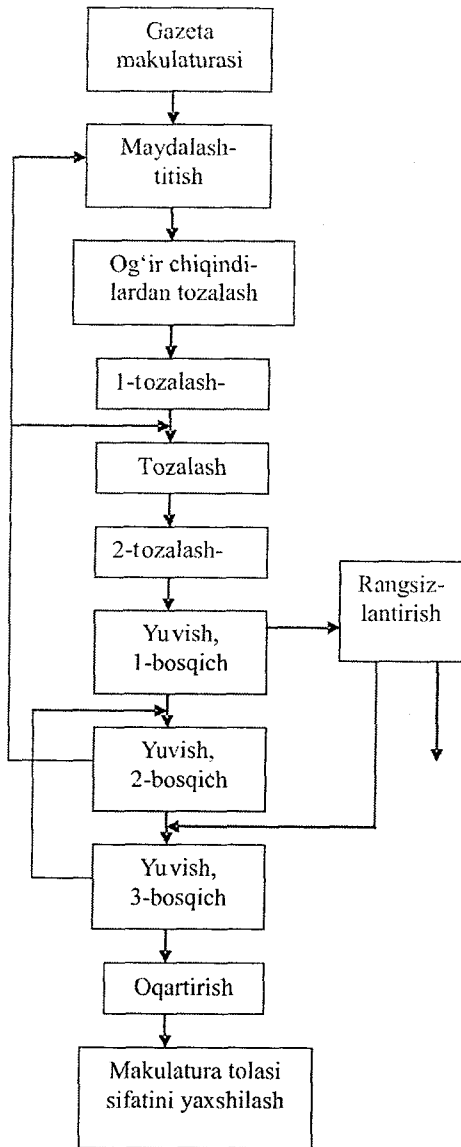 Gazeta
makulaturasi
Maydalash-
titish
Og‘ir chiqindi-
lardan tozalash
1-tozalash-
Tozalash
2-tozalash-
Yuvish,
1-bosqich
Rangsiz-
lantirish
Yuvish,
2-bosqich
Yuvish,
3-bosqich
Oqartirish
Makulatura tolasi
sifatini yaxshilash